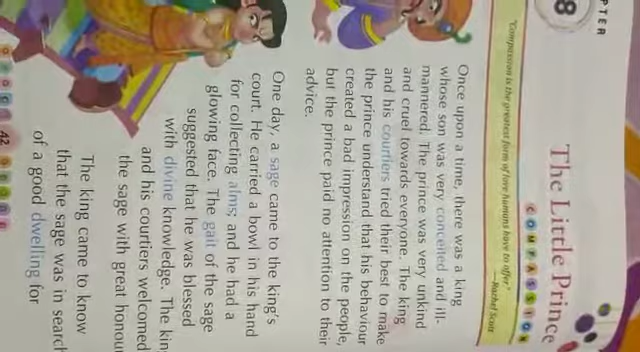 PTER
8
The Little Prince
COMPASSION
"Compassion is the greatest form of love humans have to offer"
—Rachel Scott
Once upon a time, there was a king
whose son was very conceited and ill-
mannered. The prince was very unkind
and cruel towards everyone. The king
and his courtiers tried their best to make
the prince understand that his behaviour
created a bad impression on the people,
but the prince paid no attention to their
advice.
One day, a sage came to the king's
court. He carried a bowl in his hand
for collecting alms; and he had a
glowing face. The gait of the sage
suggested that he was blessed
with divine knowledge. The kin
and his courtiers welcomed
the sage with great honou
The king came to know
that the sage was in search
of a good dwelling for
42